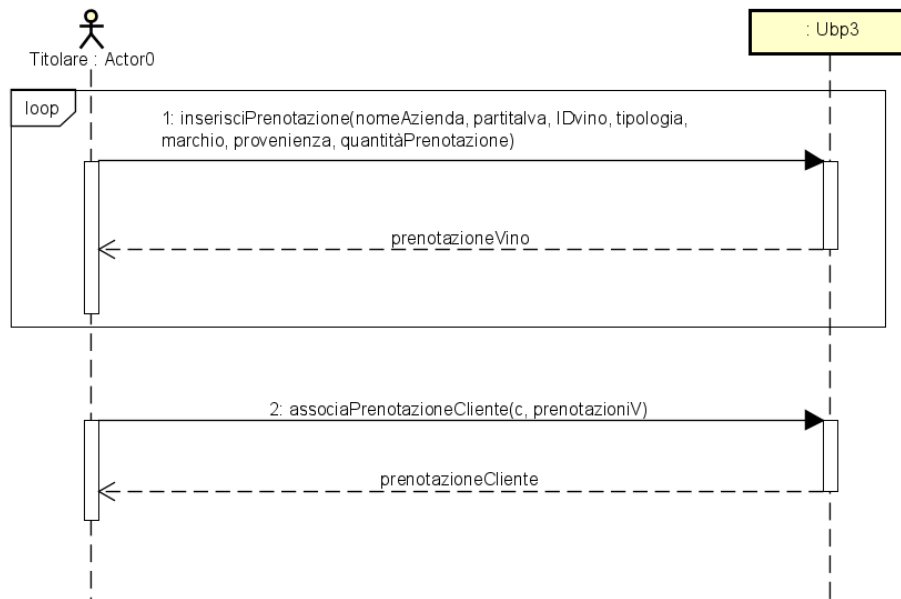 Titolare : Actor0
: Ubp3
loop
1: inserisciPrenotazione(nomeAzienda, partitaIva, IDvino, tipologia,
marchio, provenienza, quantitàPrenotazione)
prenotazioneVino
2: associaPrenotazioneCliente(c, prenotazioniV)
prenotazioneCliente